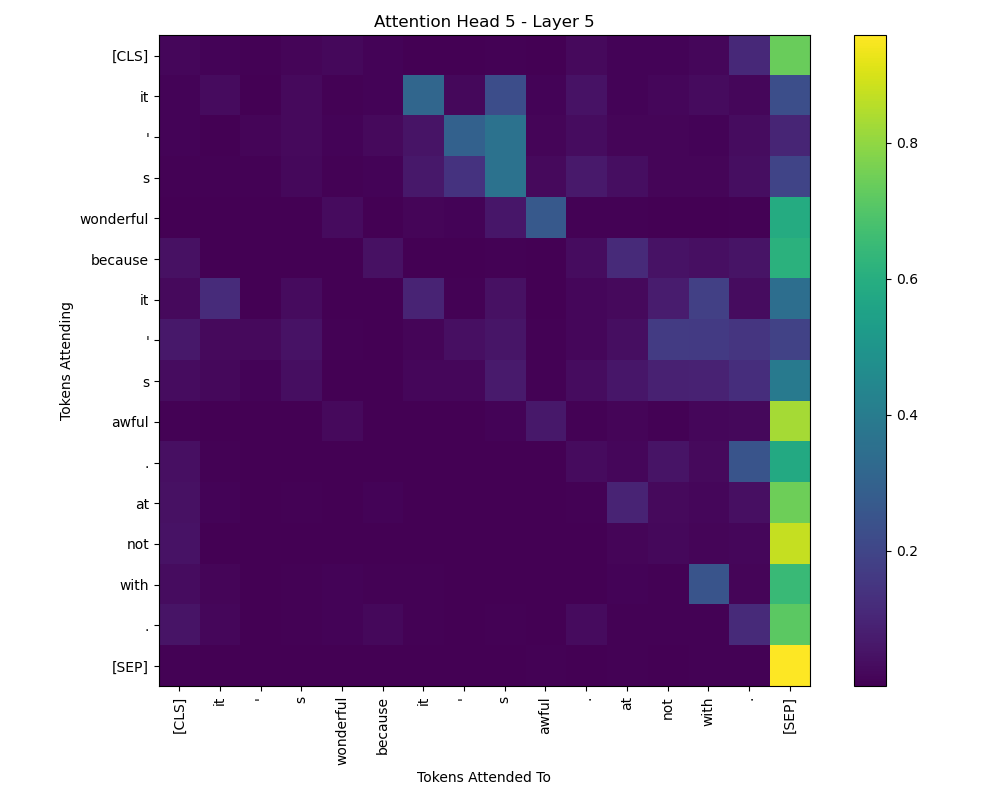 Attention Head 5 - Layer 5
Tokens Attending
[CLS]
it
'
s
wonderful
because
it
'
s
awful
.
at
not
with
.
[SEP]
[CLS]
it
'
s
wonderful
because
it
'
s
awful
.
at
not
with
.
[SEP]
Tokens Attended To
0.8
0.6
0.4
0.2